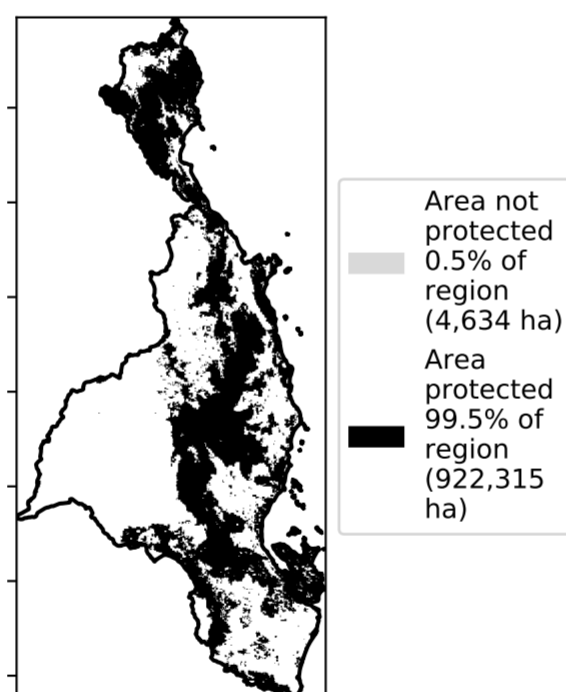 Area not
protected
0.5% of
region
(4,634 ha)
Area
protected
99.5% of
region
(922,315
ha)